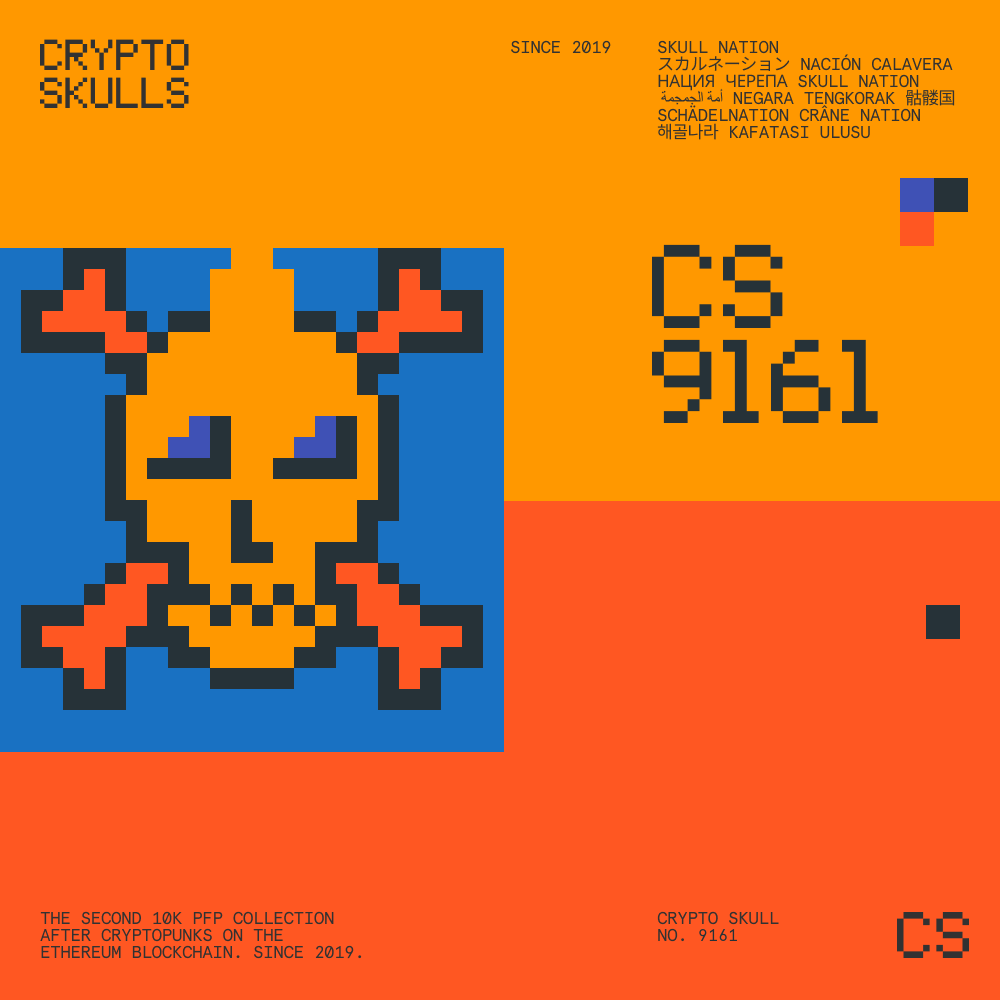 CRYPTO
SKULLS
SINCE 2019
SKULL NATION
スカルネーション NACIÓN CALAVERA
НАЦИЯ ЧЕРЕПА SKULL NATION
أمة الجمجمة NEGARA TENGKORAK 骷髅国
SCHÄDELNATION CRÂNE NATION
해골나라 KAFATASI ULUSU
CS
9161
THE SECOND 10K PFP COLLECTION
AFTER CRYPTOPUNKS ON THE
ETHEREUM BLOCKCHAIN. SINCE 2019.
CRYPTO SKULL
NO. 9161
CS